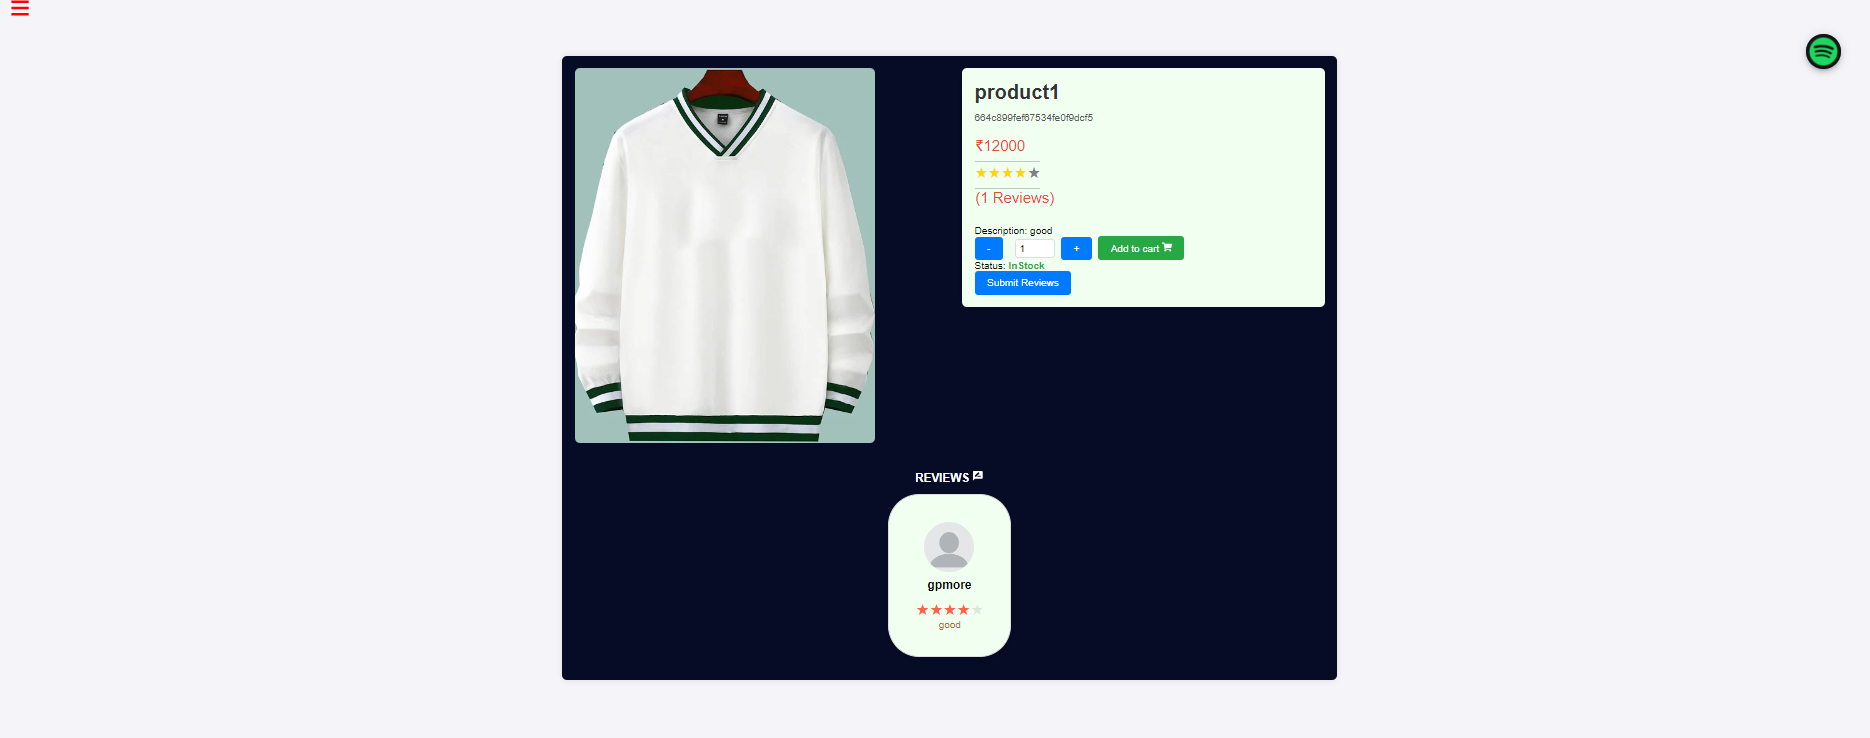 product1
664c899fef67534fe0f9dcf5
₹12000
★★★★★
(1 Reviews)
Description: good
- 1 + Add to cart
Status: InStock
Submit Reviews
REVIEWS
gpmore
★★★★★
good